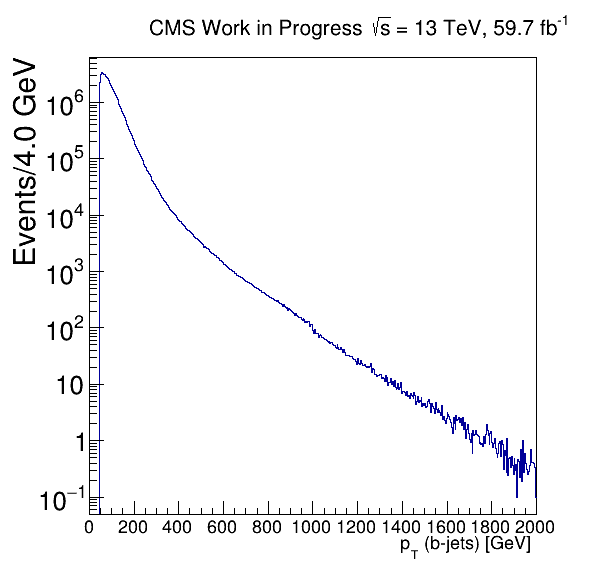 CMS Work in Progress √s = 13 TeV, 59.7 fb⁻¹
Events/4.0 GeV
10⁶
10⁵
10⁴
10³
10²
10
1
10⁻¹
0 200 400 600 800 1000 1200 1400 1600 1800 2000
p_T (b-jets) [GeV]